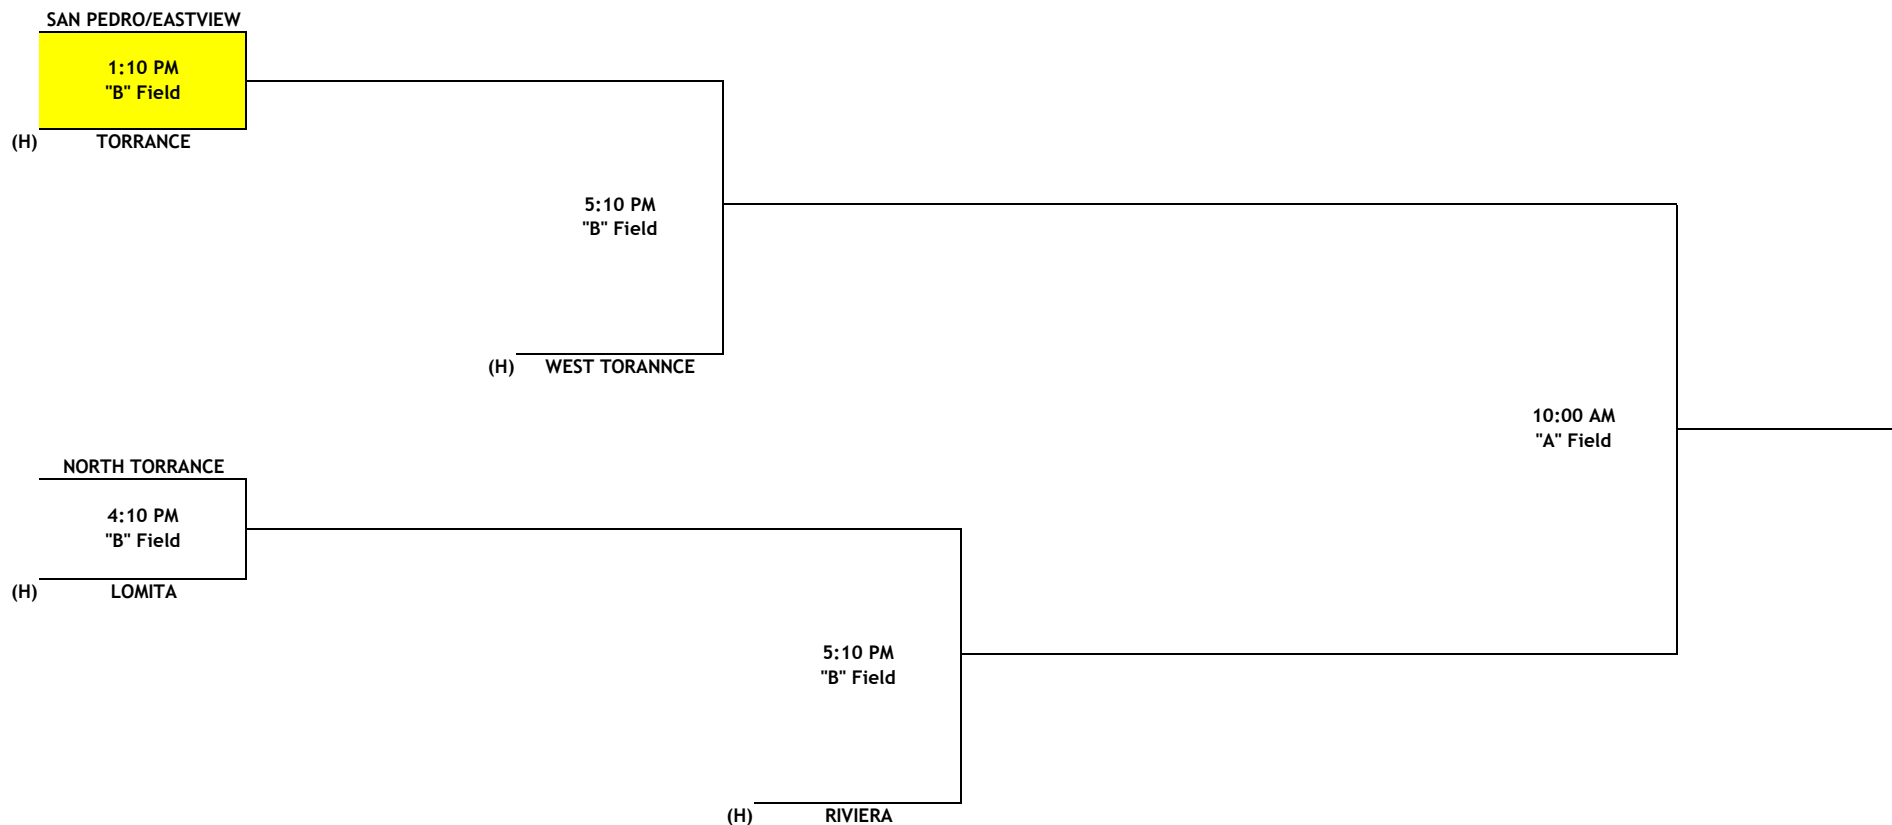 SAN PEDRO/EASTVIEW
1:10 PM
"B" Field
(H) TORRANCE
5:10 PM
"B" Field
(H) WEST TORANNCE
10:00 AM
"A" Field
NORTH TORRANCE
4:10 PM
"B" Field
(H) LOMITA
5:10 PM
"B" Field
(H) RIVIERA